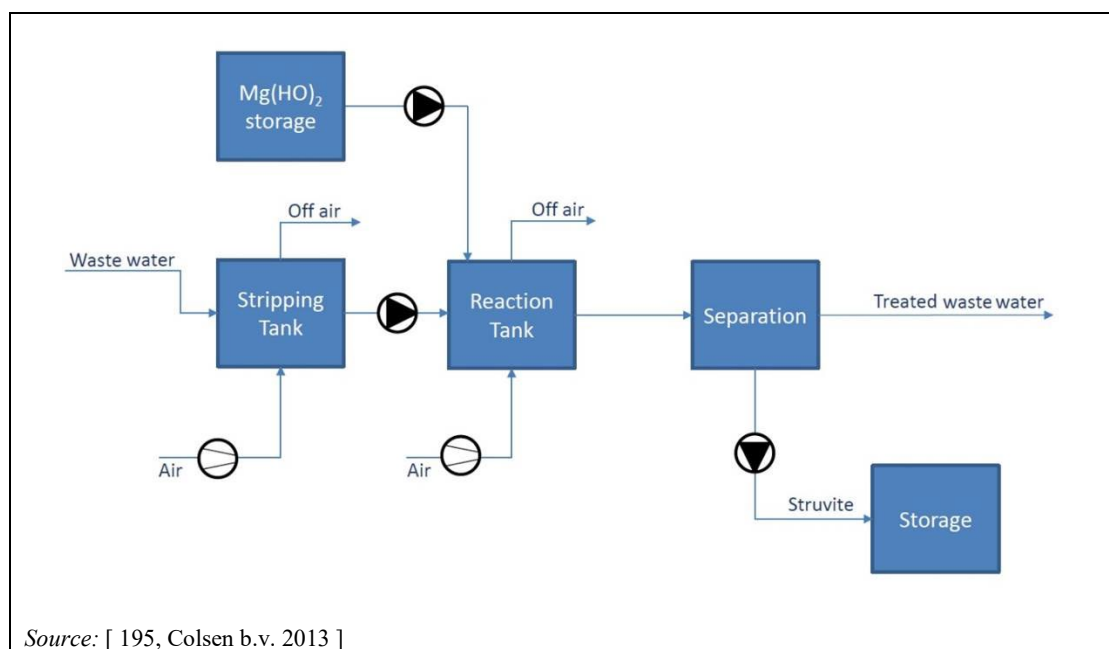 Mg(HO)₂
storage
Off air
Off air
Waste water
Stripping
Tank
Reaction
Tank
Separation
Treated waste water
Air
Air
Struvite
Storage
Source: [ 195, Colsen b.v. 2013 ]